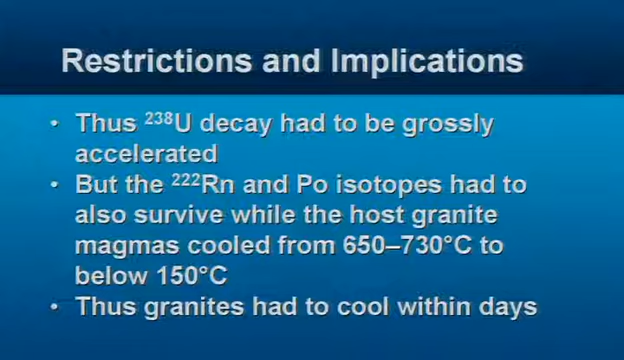 Restrictions and Implications
• Thus ²³⁸U decay had to be grossly
accelerated
• But the ²²²Rn and Po isotopes had to
also survive while the host granite
magmas cooled from 650–730°C to
below 150°C
• Thus granites had to cool within days